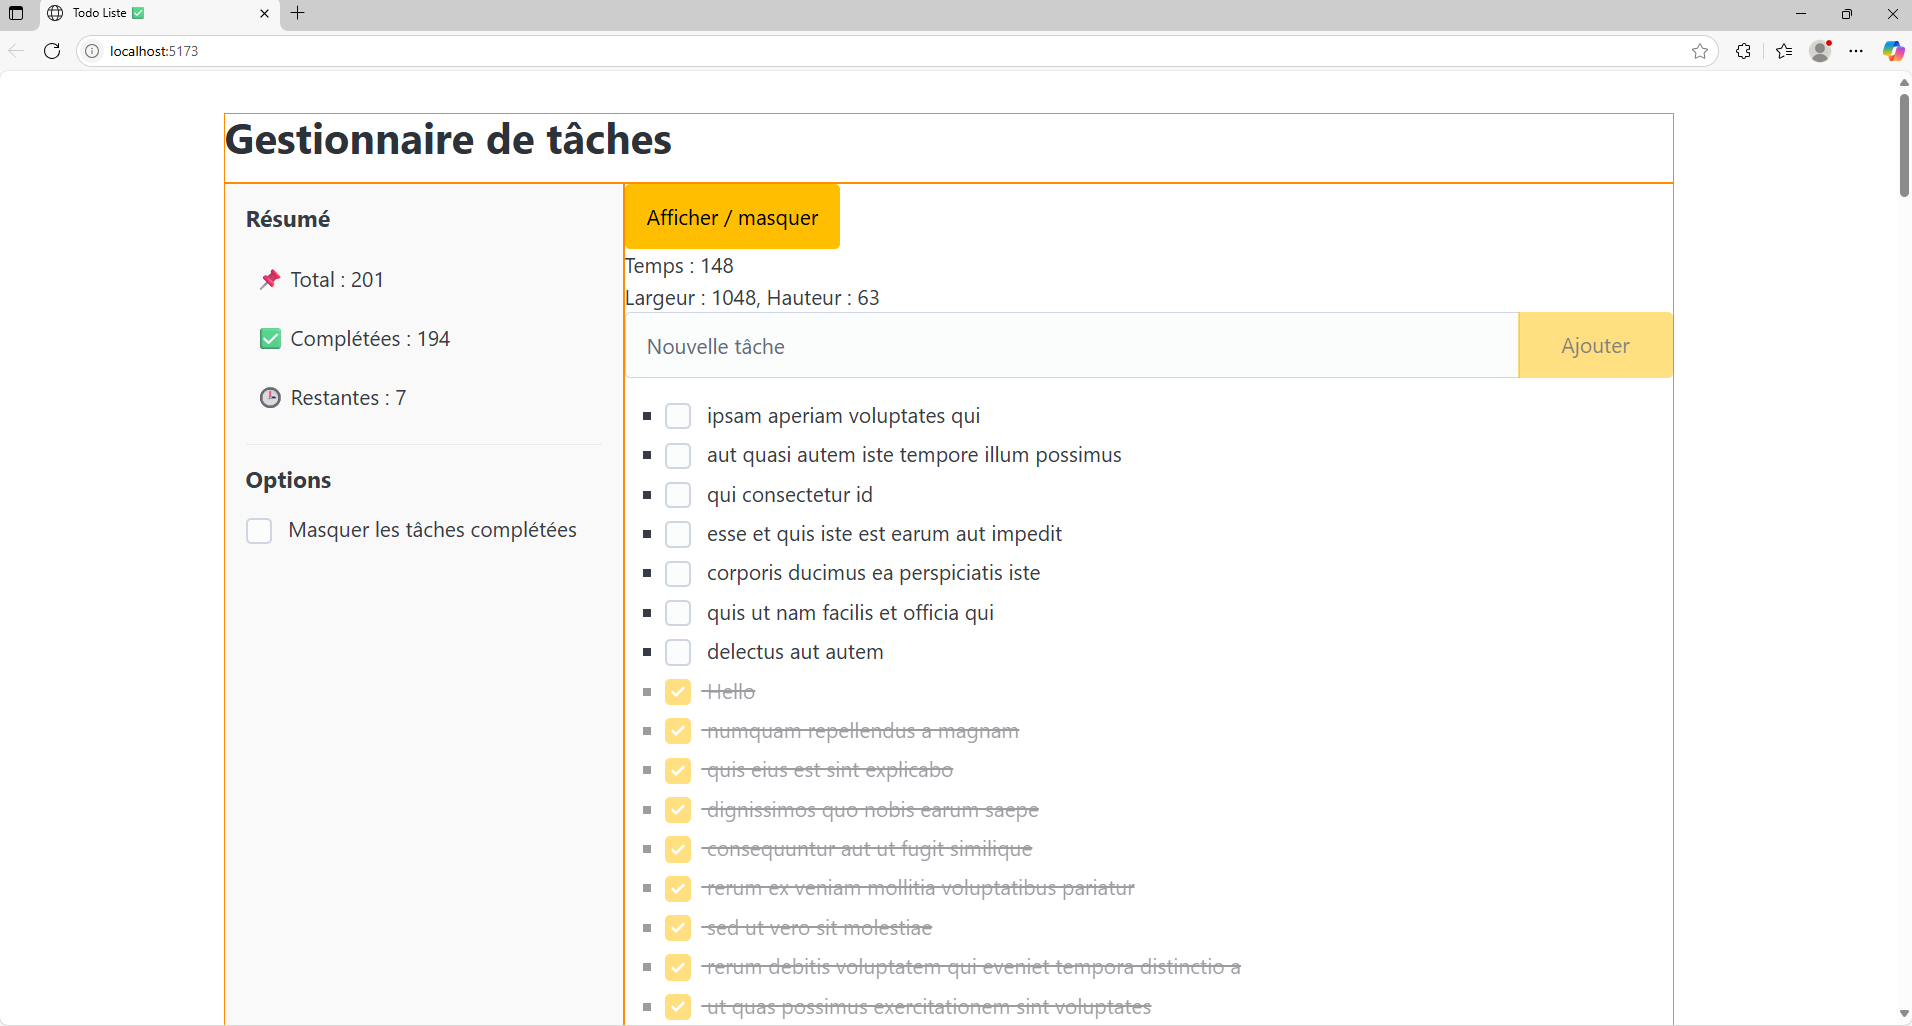 Todo Liste ✅
localhost:5173
Gestionnaire de tâches
Résumé
📌 Total : 201
✅ Complétées : 194
🕒 Restantes : 7
Options
Masquer les tâches complétées
Afficher / masquer
Temps : 148
Largeur : 1048, Hauteur : 63
Nouvelle tâche
Ajouter
ipsam aperiam voluptates qui
aut quasi autem iste tempore illum possimus
qui consectetur id
esse et quis iste est earum aut impedit
corporis ducimus ea perspiciatis iste
quis ut nam facilis et officia qui
delectus aut autem
Hello
numquam repellendus a magnam
quis eius est sint explicabo
dignissimos quo nobis earum saepe
consequuntur aut ut fugit similique
rerum ex veniam mollitia voluptatibus pariatur
sed ut vero sit molestiae
rerum debitis voluptatem qui eveniet tempora distinctio a
ut quas possimus exercitationem sint voluptates